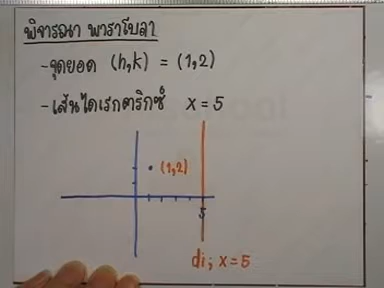 พิจารณา พาราโบลา
-จุดยอด (h,k) = (1,2)
-เส้นไดเรกตริกซ์ x = 5
(1,2)
5
di; x = 5